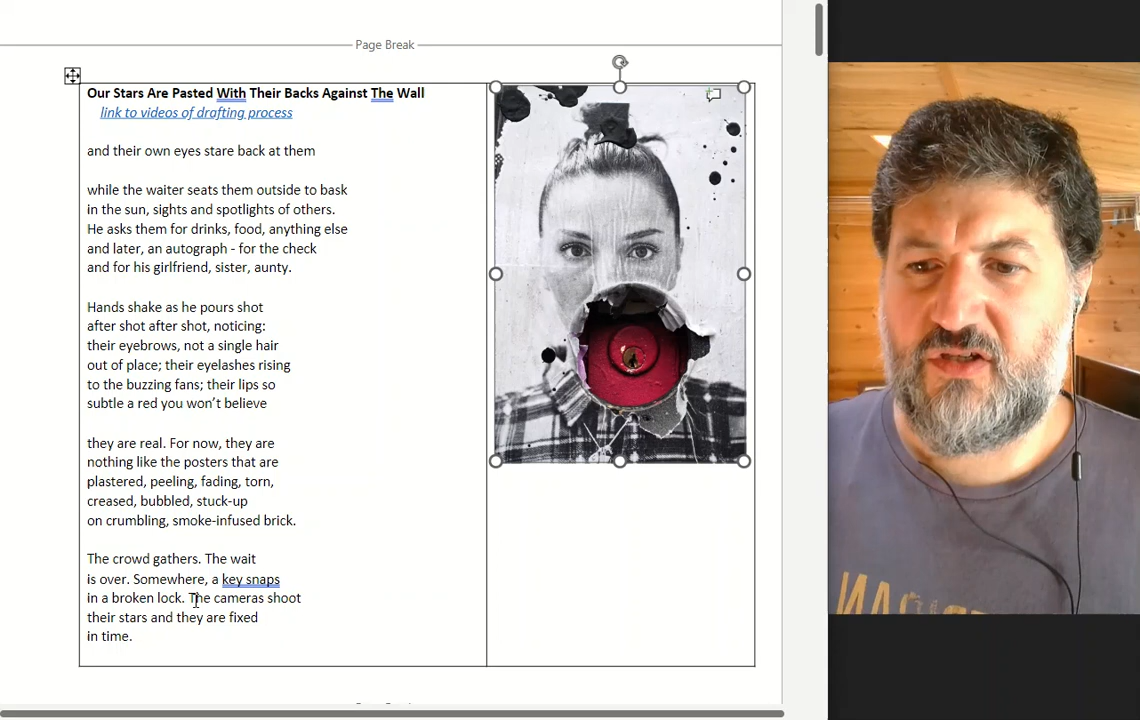 Page Break
Our Stars Are Pasted With Their Backs Against The Wall
link to videos of drafting process
and their own eyes stare back at them
while the waiter seats them outside to bask
in the sun, sights and spotlights of others.
He asks them for drinks, food, anything else
and later, an autograph - for the check
and for his girlfriend, sister, aunty.
Hands shake as he pours shot
after shot after shot, noticing:
their eyebrows, not a single hair
out of place; their eyelashes rising
to the buzzing fans; their lips so
subtle a red you won’t believe
they are real. For now, they are
nothing like the posters that are
plastered, peeling, fading, torn,
creased, bubbled, stuck-up
on crumbling, smoke-infused brick.
The crowd gathers. The wait
is over. Somewhere, a key snaps
in a broken lock. The cameras shoot
their stars and they are fixed
in time.